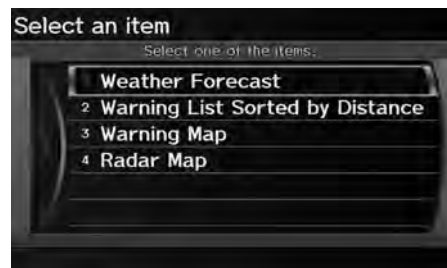 Select an item
Select one of the items.
1 Weather Forecast
2 Warning List Sorted by Distance
3 Warning Map
4 Radar Map